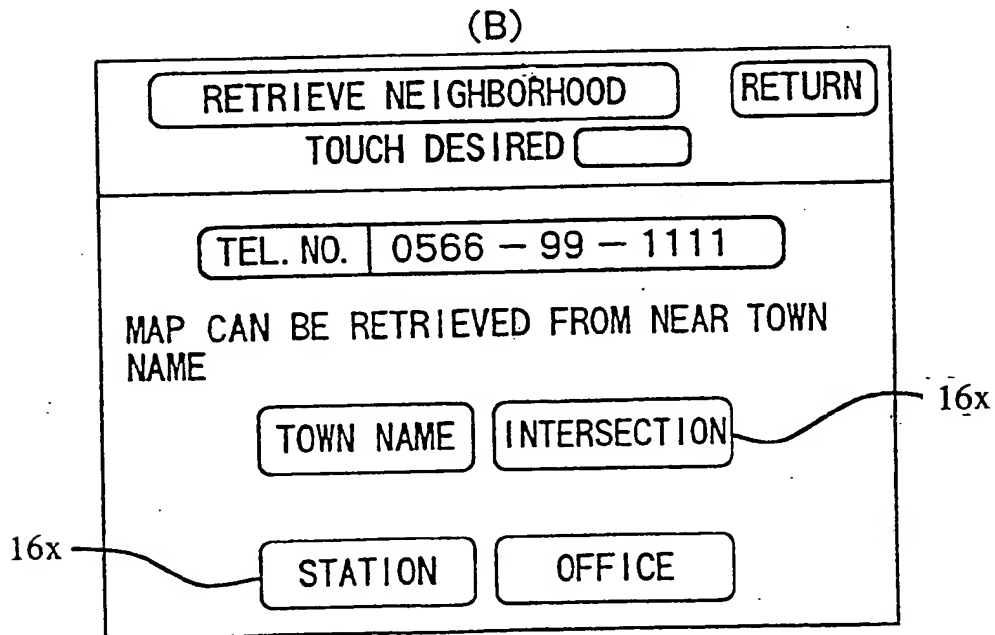 (B)
RETRIEVE NEIGHBORHOOD RETURN
TOUCH DESIRED
TEL. NO. 0566 – 99 – 1111
MAP CAN BE RETRIEVED FROM NEAR TOWN
NAME
TOWN NAME INTERSECTION 16x
16x STATION OFFICE